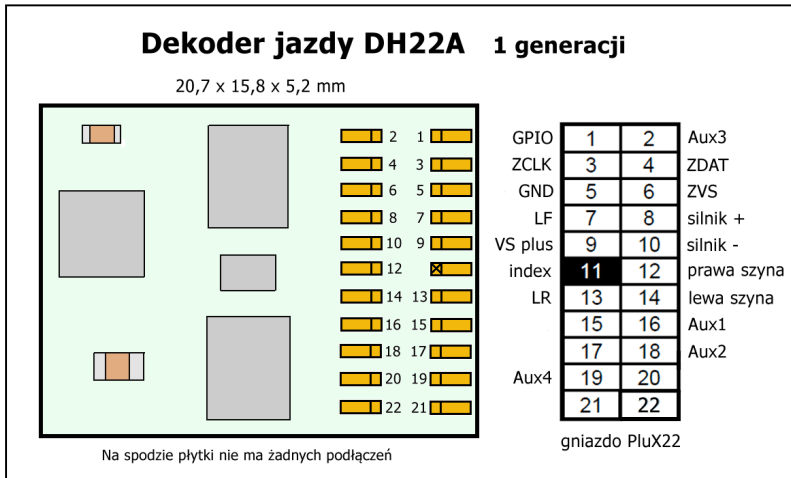 Dekoder jazdy DH22A 1 generacji
20,7 x 15,8 x 5,2 mm
2 1
4 3
6 5
8 7
10 9
12
14 13
16 15
18 17
20 19
22 21
Na spodzie płytki nie ma żadnych podłączeń
GPIO 1 2 Aux3
ZCLK 3 4 ZDAT
GND 5 6 ZVS
LF 7 8 silnik +
VS plus 9 10 silnik -
index 11 12 prawa szyna
LR 13 14 lewa szyna
15 16 Aux1
17 18 Aux2
Aux4 19 20
21 22
gniazdo PluX22